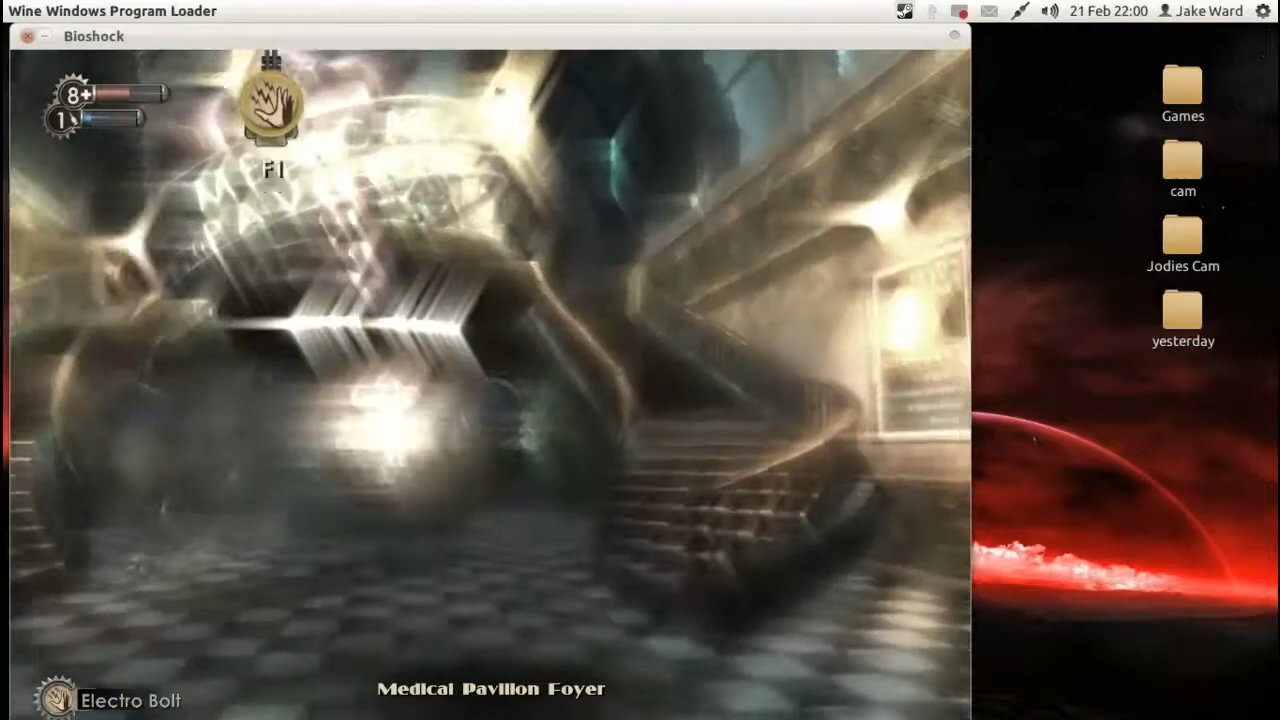 Wine Windows Program Loader
21 Feb 22:00
Jake Ward
Bioshock
8+
1
F1
Games
cam
Jodies Cam
yesterday
Medical Pavilion Foyer
Electro Bolt